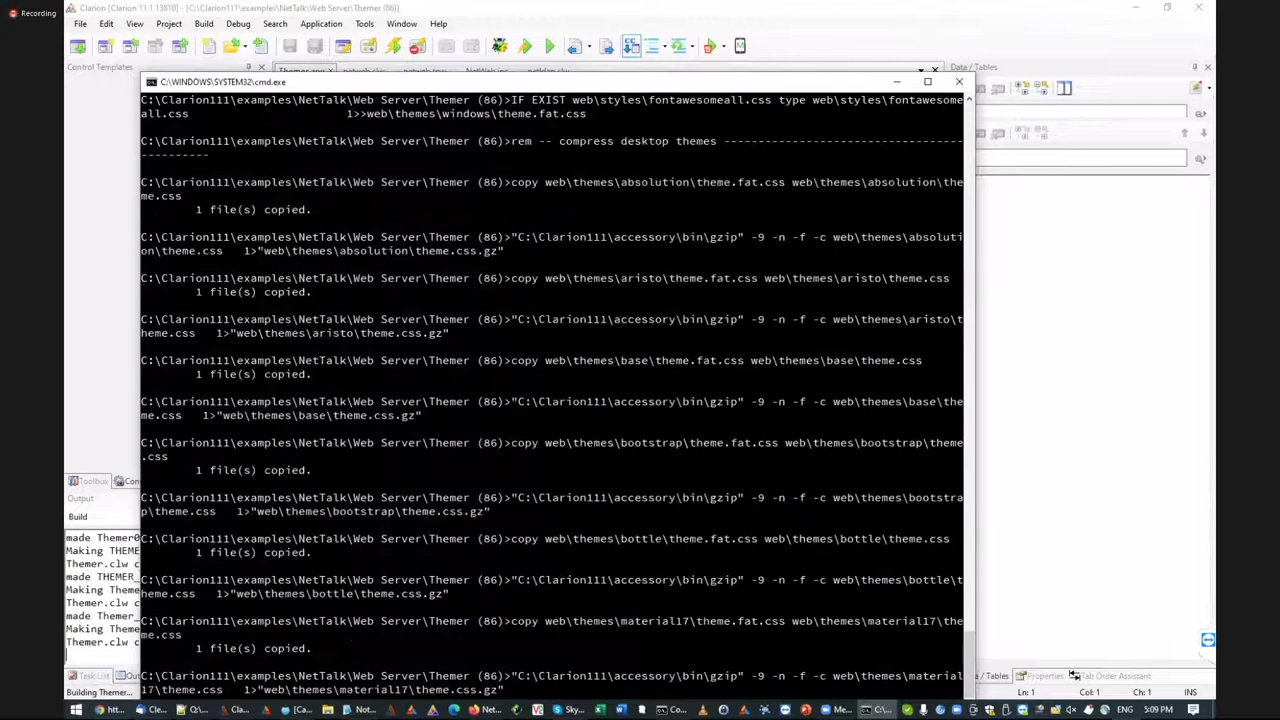 Recording
Clarion (Clarion 11.1.13810) - [C:\Clarion111\examples\NetTalk\Web Server\Themer (86)]
File Edit View Project Build Debug Search Application Tools Window Help
Control Templates
Data / Tables
C:\WINDOWS\SYSTEM32\cmd.exe
C:\Clarion111\examples\NetTalk\Web Server\Themer (86)>IF EXIST web\styles\fontawesomeall.css type web\styles\fontawesome
all.css 1>>web\themes\windows\theme.fat.css
C:\Clarion111\examples\NetTalk\Web Server\Themer (86)>rem -- compress desktop themes -----------------------------------
----------
C:\Clarion111\examples\NetTalk\Web Server\Themer (86)>copy web\themes\absolution\theme.fat.css web\themes\absolution\the
me.css
1 file(s) copied.
C:\Clarion111\examples\NetTalk\Web Server\Themer (86)>"C:\Clarion111\accessory\bin\gzip" -9 -n -f -c web\themes\absoluti
on\theme.css 1>"web\themes\absolution\theme.css.gz"
C:\Clarion111\examples\NetTalk\Web Server\Themer (86)>copy web\themes\aristo\theme.fat.css web\themes\aristo\theme.css
1 file(s) copied.
C:\Clarion111\examples\NetTalk\Web Server\Themer (86)>"C:\Clarion111\accessory\bin\gzip" -9 -n -f -c web\themes\aristo\t
heme.css 1>"web\themes\aristo\theme.css.gz"
C:\Clarion111\examples\NetTalk\Web Server\Themer (86)>copy web\themes\base\theme.fat.css web\themes\base\theme.css
1 file(s) copied.
C:\Clarion111\examples\NetTalk\Web Server\Themer (86)>"C:\Clarion111\accessory\bin\gzip" -9 -n -f -c web\themes\base\the
me.css 1>"web\themes\base\theme.css.gz"
C:\Clarion111\examples\NetTalk\Web Server\Themer (86)>copy web\themes\bootstrap\theme.fat.css web\themes\bootstrap\theme
.css
1 file(s) copied.
C:\Clarion111\examples\NetTalk\Web Server\Themer (86)>"C:\Clarion111\accessory\bin\gzip" -9 -n -f -c web\themes\bootstra
p\theme.css 1>"web\themes\bootstrap\theme.css.gz"
C:\Clarion111\examples\NetTalk\Web Server\Themer (86)>copy web\themes\bottle\theme.fat.css web\themes\bottle\theme.css
1 file(s) copied.
C:\Clarion111\examples\NetTalk\Web Server\Themer (86)>"C:\Clarion111\accessory\bin\gzip" -9 -n -f -c web\themes\bottle\t
heme.css 1>"web\themes\bottle\theme.css.gz"
C:\Clarion111\examples\NetTalk\Web Server\Themer (86)>copy web\themes\material17\theme.fat.css web\themes\material17\the
me.css
1 file(s) copied.
C:\Clarion111\examples\NetTalk\Web Server\Themer (86)>"C:\Clarion111\accessory\bin\gzip" -9 -n -f -c web\themes\material
17\theme.css 1>"web\themes\material17\theme.css.gz"
Toolbox Con
Output
Build
made Themer0
Making THEME
Themer.clw c
made THEMER_
Making Theme
Themer.clw c
made Themer_
Making Theme
Themer.clw c
Task List Out
/ Tables Properties Tab Order Assistant
Building Themer...
Ln: 1 Col: 1 Ch: 1 INS
htt... Cle... Q:\... Cla... [Ca... Net... Sky... Co... Me... C:\... ENG 5:09 PM